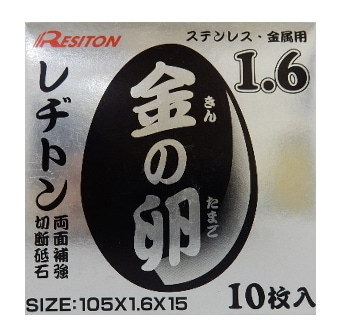 RESITON
ステンレス・金属用
1.6
レヂトン
金の卵
きん
たまご
両面補強
切断砥石
SIZE:105X1.6X15
10枚入